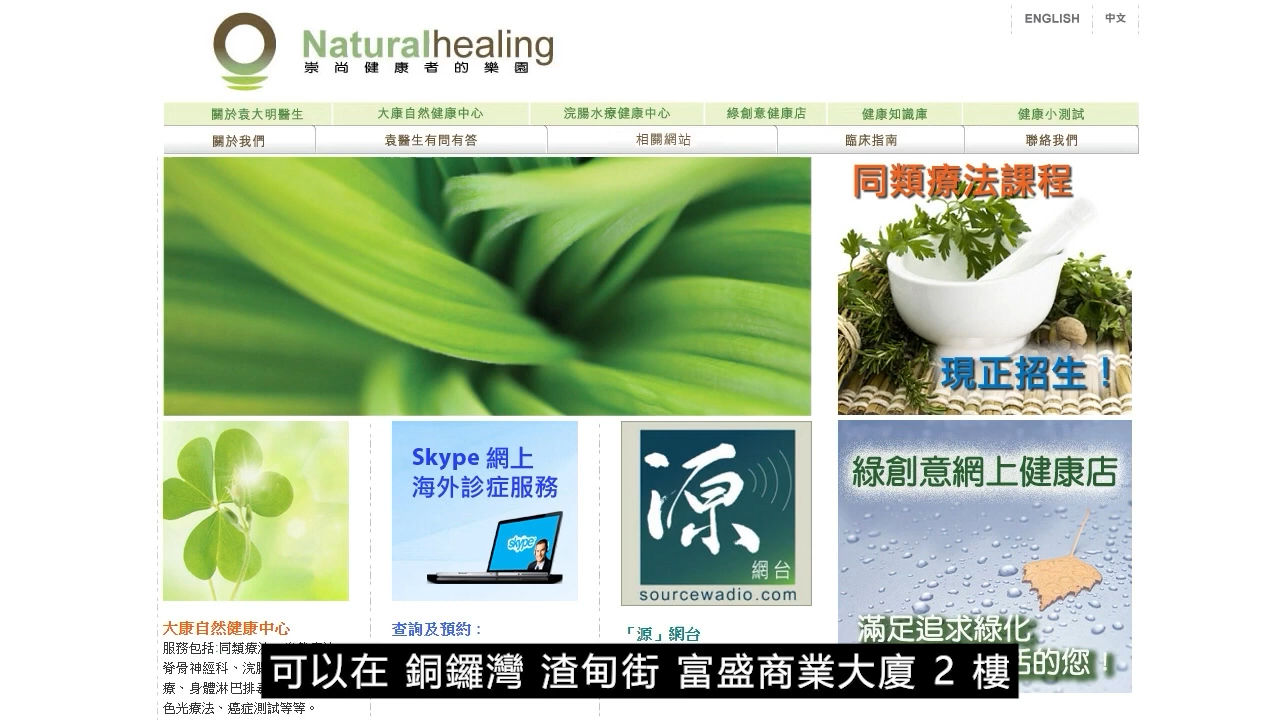 ENGLISH 中文
Naturalhealing
崇尚健康者的樂園
關於袁大明醫生 大康自然健康中心 浣腸水療健康中心 綠創意健康店 健康知識庫 健康小測試
關於我們 袁醫生有問有答 相關網站 臨床指南 聯絡我們
同類療法課程
現正招生！
Skype 網上
海外診症服務
skype
源
網台
sourcewadio.com
綠創意網上健康店
滿足追求綠化
活的您！
大康自然健康中心
服務包括:同類療法
脊骨神經科、浣腸
療、身體淋巴排毒
色光療法、癌症測試等等。
查詢及預約：
「源」網台
可以在 銅鑼灣 渣甸街 富盛商業大廈 2 樓